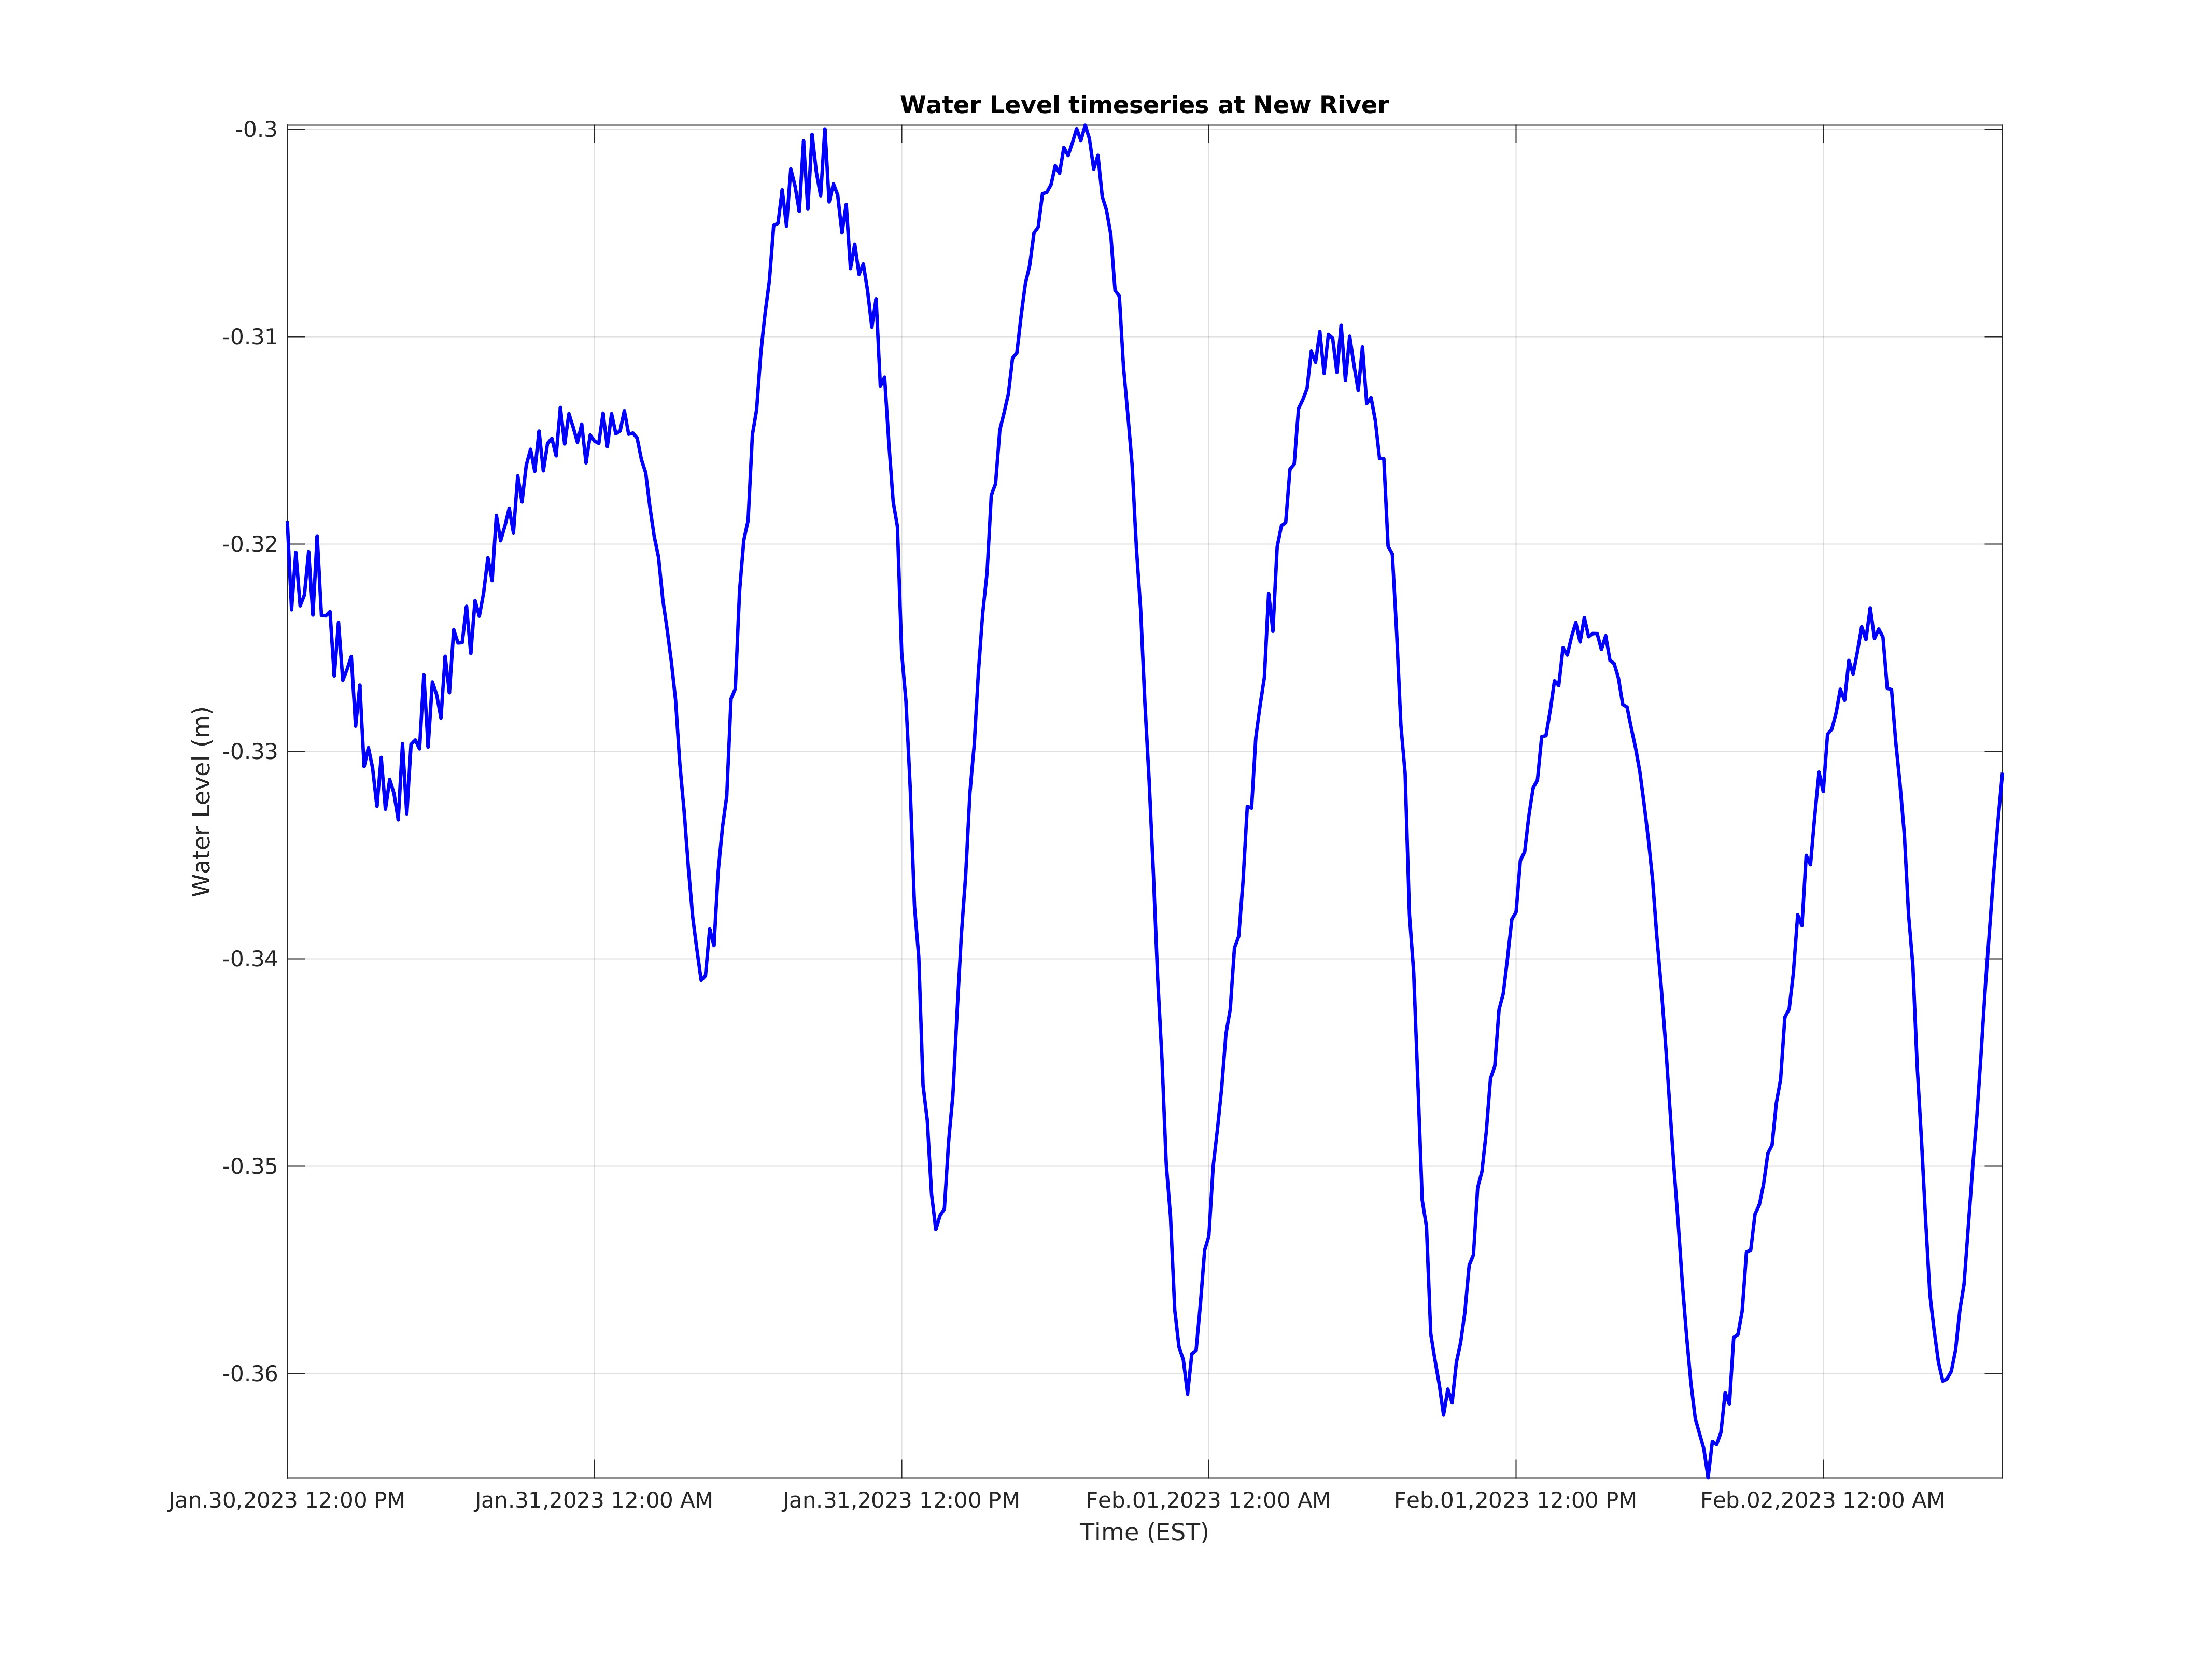 Water Level timeseries at New River
-0.3
-0.31
-0.32
-0.33
-0.34
-0.35
-0.36
Water Level (m)
Jan.30,2023 12:00 PM Jan.31,2023 12:00 AM Jan.31,2023 12:00 PM Feb.01,2023 12:00 AM Feb.01,2023 12:00 PM Feb.02,2023 12:00 AM
Time (EST)